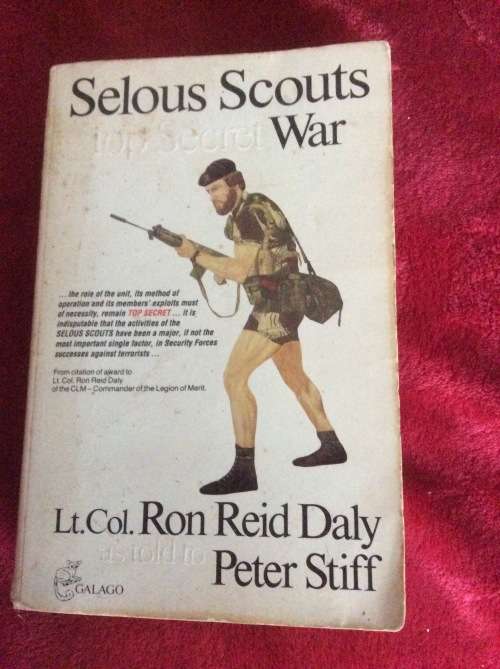 Selous Scouts
Top Secret War
... the role of the unit, its method of
operation and its members' exploits must
of necessity, remain TOP SECRET ... it is
indisputable that the activities of the
SELOUS SCOUTS have been a major, if not the
most important single factor, in Security Forces
successes against terrorists ...
From citation of award to
Lt. Col. Ron Reid Daly
of the CLM – Commander of the Legion of Merit.
Lt.Col. Ron Reid Daly
as told to Peter Stiff
GALAGO